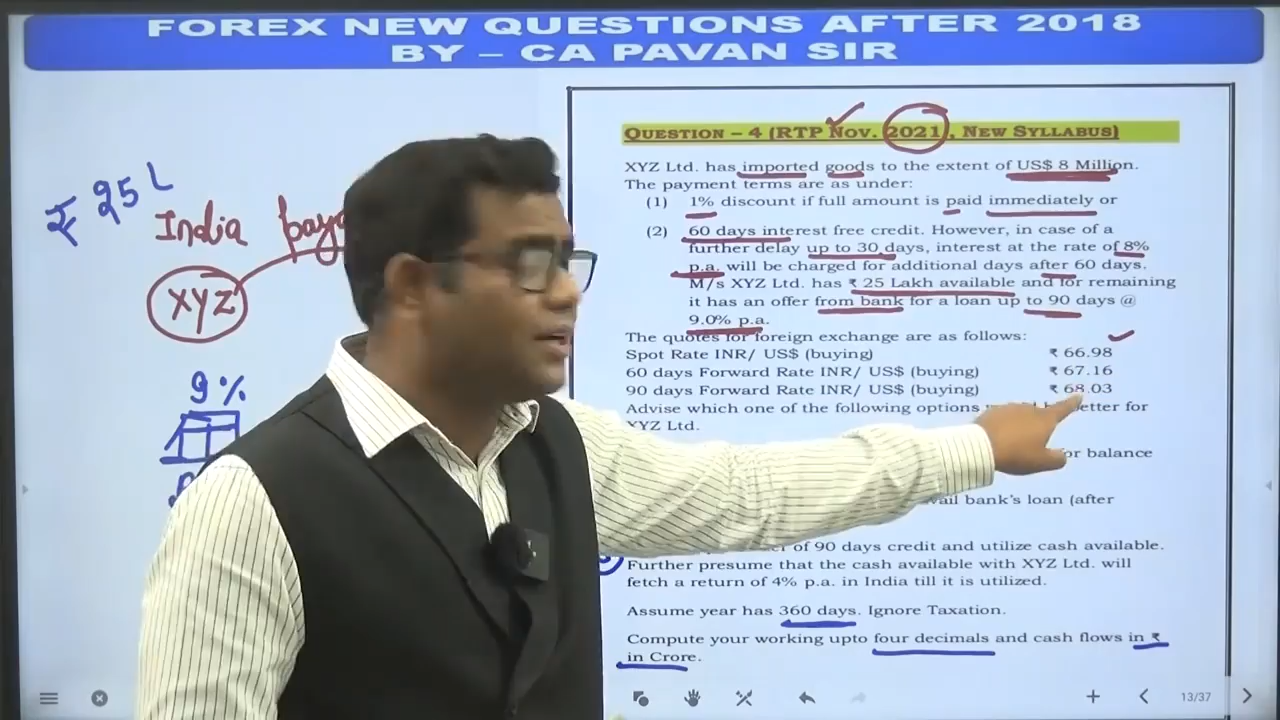 FOREX NEW QUESTIONS AFTER 2018
BY – CA PAVAN SIR
QUESTION – 4 (RTP NOV. 2021, NEW SYLLABUS)
XYZ Ltd. has imported goods to the extent of US$ 8 Million.
The payment terms are as under:
(1) 1% discount if full amount is paid immediately or
(2) 60 days interest free credit. However, in case of a
further delay up to 30 days, interest at the rate of 8%
p.a. will be charged for additional days after 60 days.
M/s XYZ Ltd. has ₹ 25 Lakh available and for remaining
it has an offer from bank for a loan up to 90 days @
9.0% p.a.
The quotes for foreign exchange are as follows:
Spot Rate INR/ US$ (buying) ₹ 66.98
60 days Forward Rate INR/ US$ (buying) ₹ 67.16
90 days Forward Rate INR/ US$ (buying) ₹ 68.03
Advise which one of the following options better for
XYZ Ltd.
for balance
avail bank's loan (after
of 90 days credit and utilize cash available.
Further presume that the cash available with XYZ Ltd. will
fetch a return of 4% p.a. in India till it is utilized.
Assume year has 360 days. Ignore Taxation.
Compute your working upto four decimals and cash flows in ₹
in Crore.
₹ 25 L
India
XYZ
9%
13/37